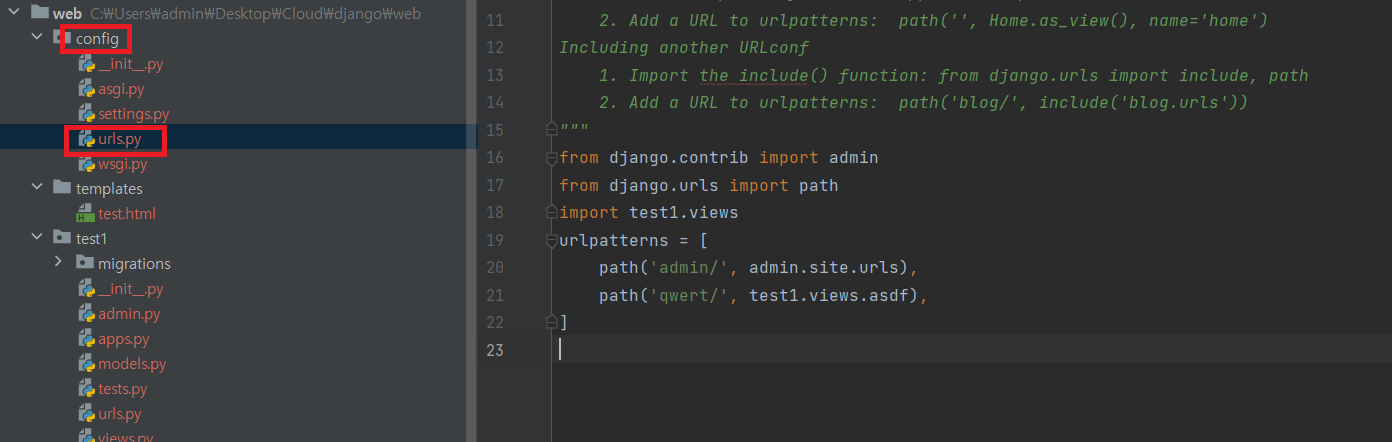 web C:₩Users₩admin₩Desktop₩Cloud₩django₩web
config
__init__.py
asgi.py
settings.py
urls.py
wsgi.py
templates
test.html
test1
migrations
__init__.py
admin.py
apps.py
models.py
tests.py
urls.py
views.py
11 2. Add a URL to urlpatterns:  path('', Home.as_view(), name='home')
12 Including another URLconf
13 1. Import the include() function: from django.urls import include, path
14 2. Add a URL to urlpatterns:  path('blog/', include('blog.urls'))
15 """
16 from django.contrib import admin
17 from django.urls import path
18 import test1.views
19 urlpatterns = [
20 path('admin/', admin.site.urls),
21 path('qwert/', test1.views.asdf),
22 ]
23